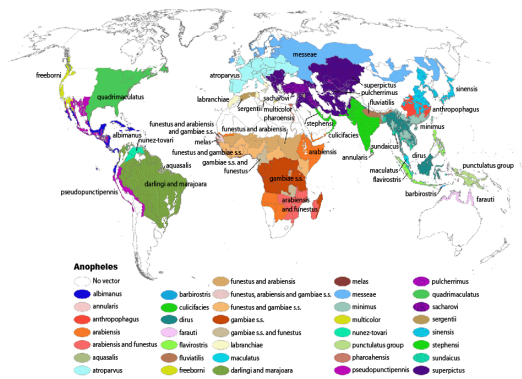 messeae
freeborni
quadrimaculatus
atroparvus
superpictus
pulcherrimus
sinensis
labranchiae
sacharovi
sergentii
multicolor
pharoensis
fluviatilis
anthropophagus
stephensi
minimus
funestus and arabiensis
and gambiae s.s.
funestus and arabiensis
culicifacies
albimanus
nunez-tovari
melas
funestus and gambiae s.s.
arabiensis
annularis
sundaicus
dirus
aquasalis
gambiae s.s. and
funestus
gambiae s.s.
maculatus
flavirostris
punctulatus group
darlingi and marajoara
pseudopunctipennis
arabiensis
and funestus
barbirostris
farauti
Anopheles
No vector
albimanus
annularis
anthropophagus
arabiensis
arabiensis and funestus
aquasalis
atroparvus
barbirostris
culicifacies
dirus
farauti
flavirostris
fluviatilis
freeborni
funestus and arabiensis
funestus, arabiensis and gambiae s.s.
funestus and gambiae s.s.
gambiae s.s.
gambiae s.s. and funestus
labranchiae
maculatus
darlingi and marajoara
melas
messeae
minimus
multicolor
nunez-tovari
punctulatus group
pharoensis
pseudopunctipennis
pulcherrimus
quadrimaculatus
sacharovi
sergentii
sinensis
stephensi
sundaicus
superpictus